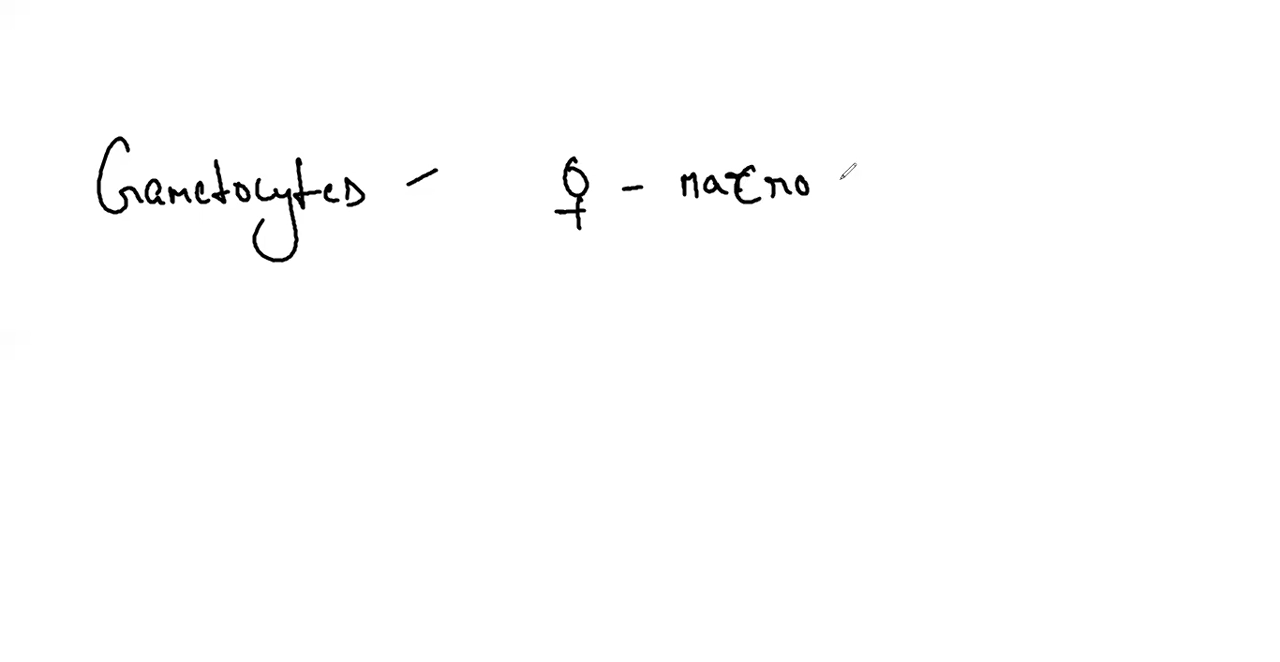 Gametocytes - ♀ - macro